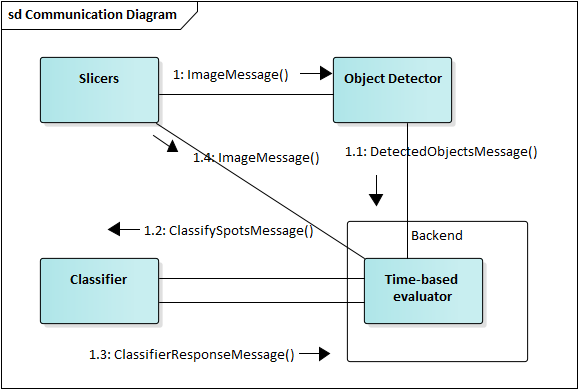 sd Communication Diagram
Slicers
1: ImageMessage()
Object Detector
1.4: ImageMessage()
1.1: DetectedObjectsMessage()
1.2: ClassifySpotsMessage()
Backend
Classifier
Time-based
evaluator
1.3: ClassifierResponseMessage()